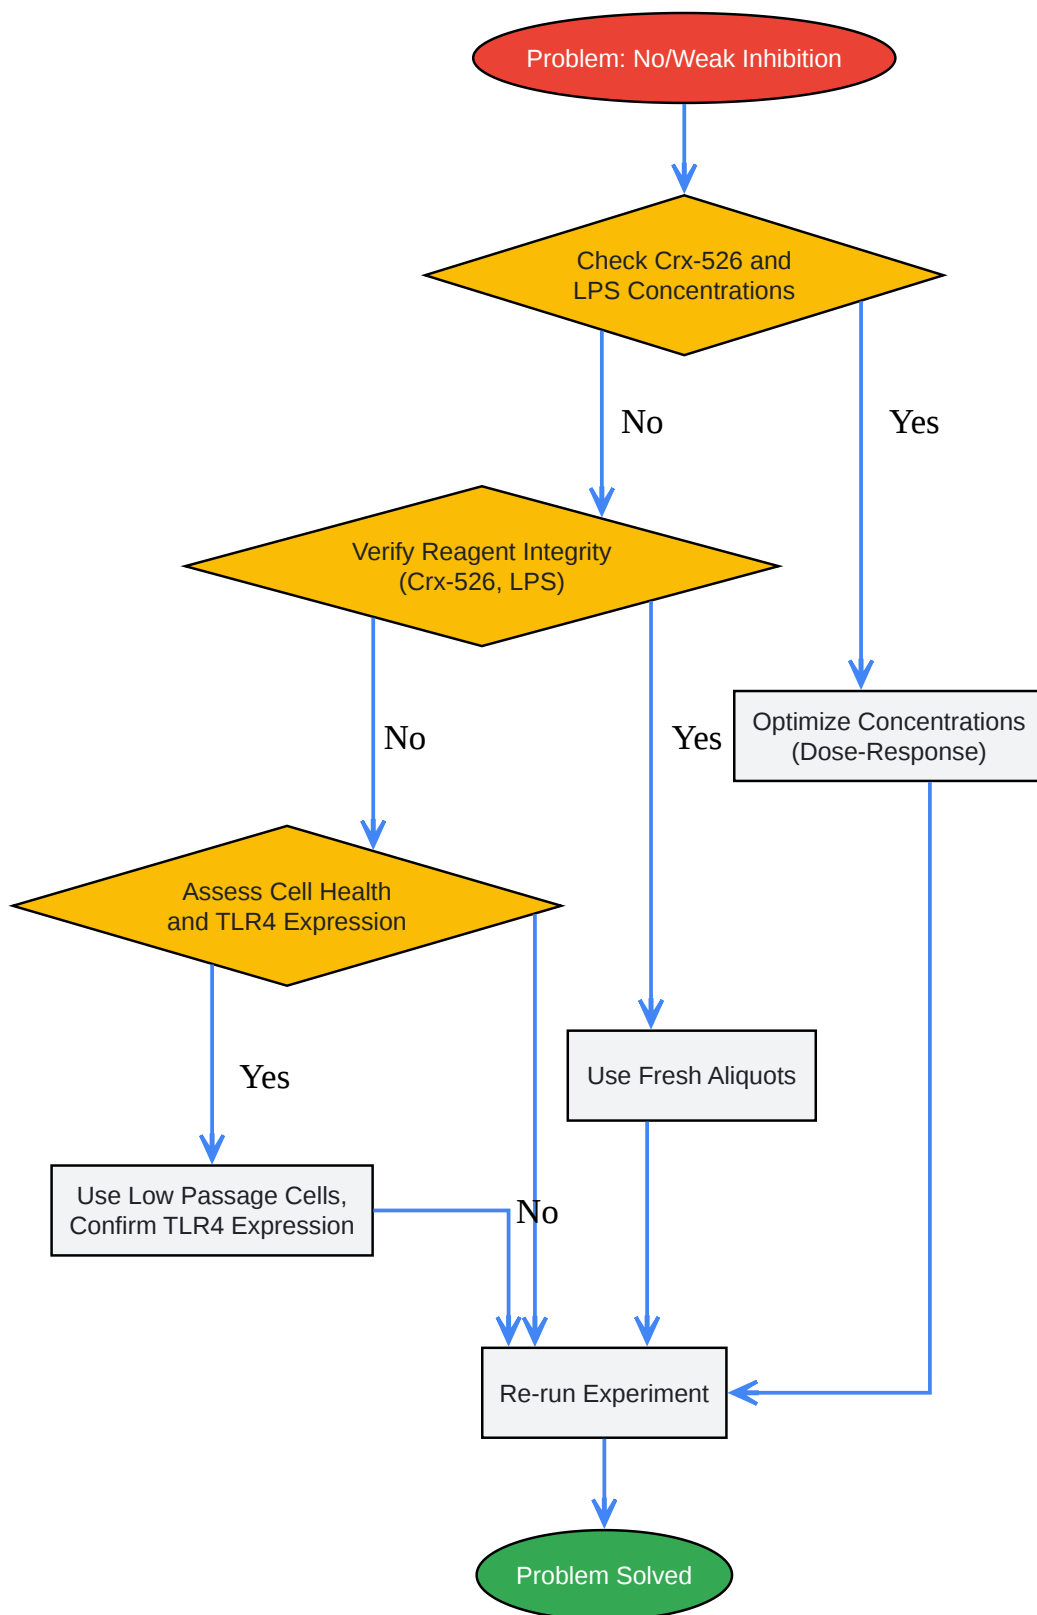 Problem: No/Weak Inhibition
Check Crx-526 and
LPS Concentrations
No
Yes
Verify Reagent Integrity
(Crx-526, LPS)
Optimize Concentrations
(Dose-Response)
No
Yes
Assess Cell Health
and TLR4 Expression
Use Fresh Aliquots
Yes
Use Low Passage Cells,
Confirm TLR4 Expression
No
Re-run Experiment
Problem Solved